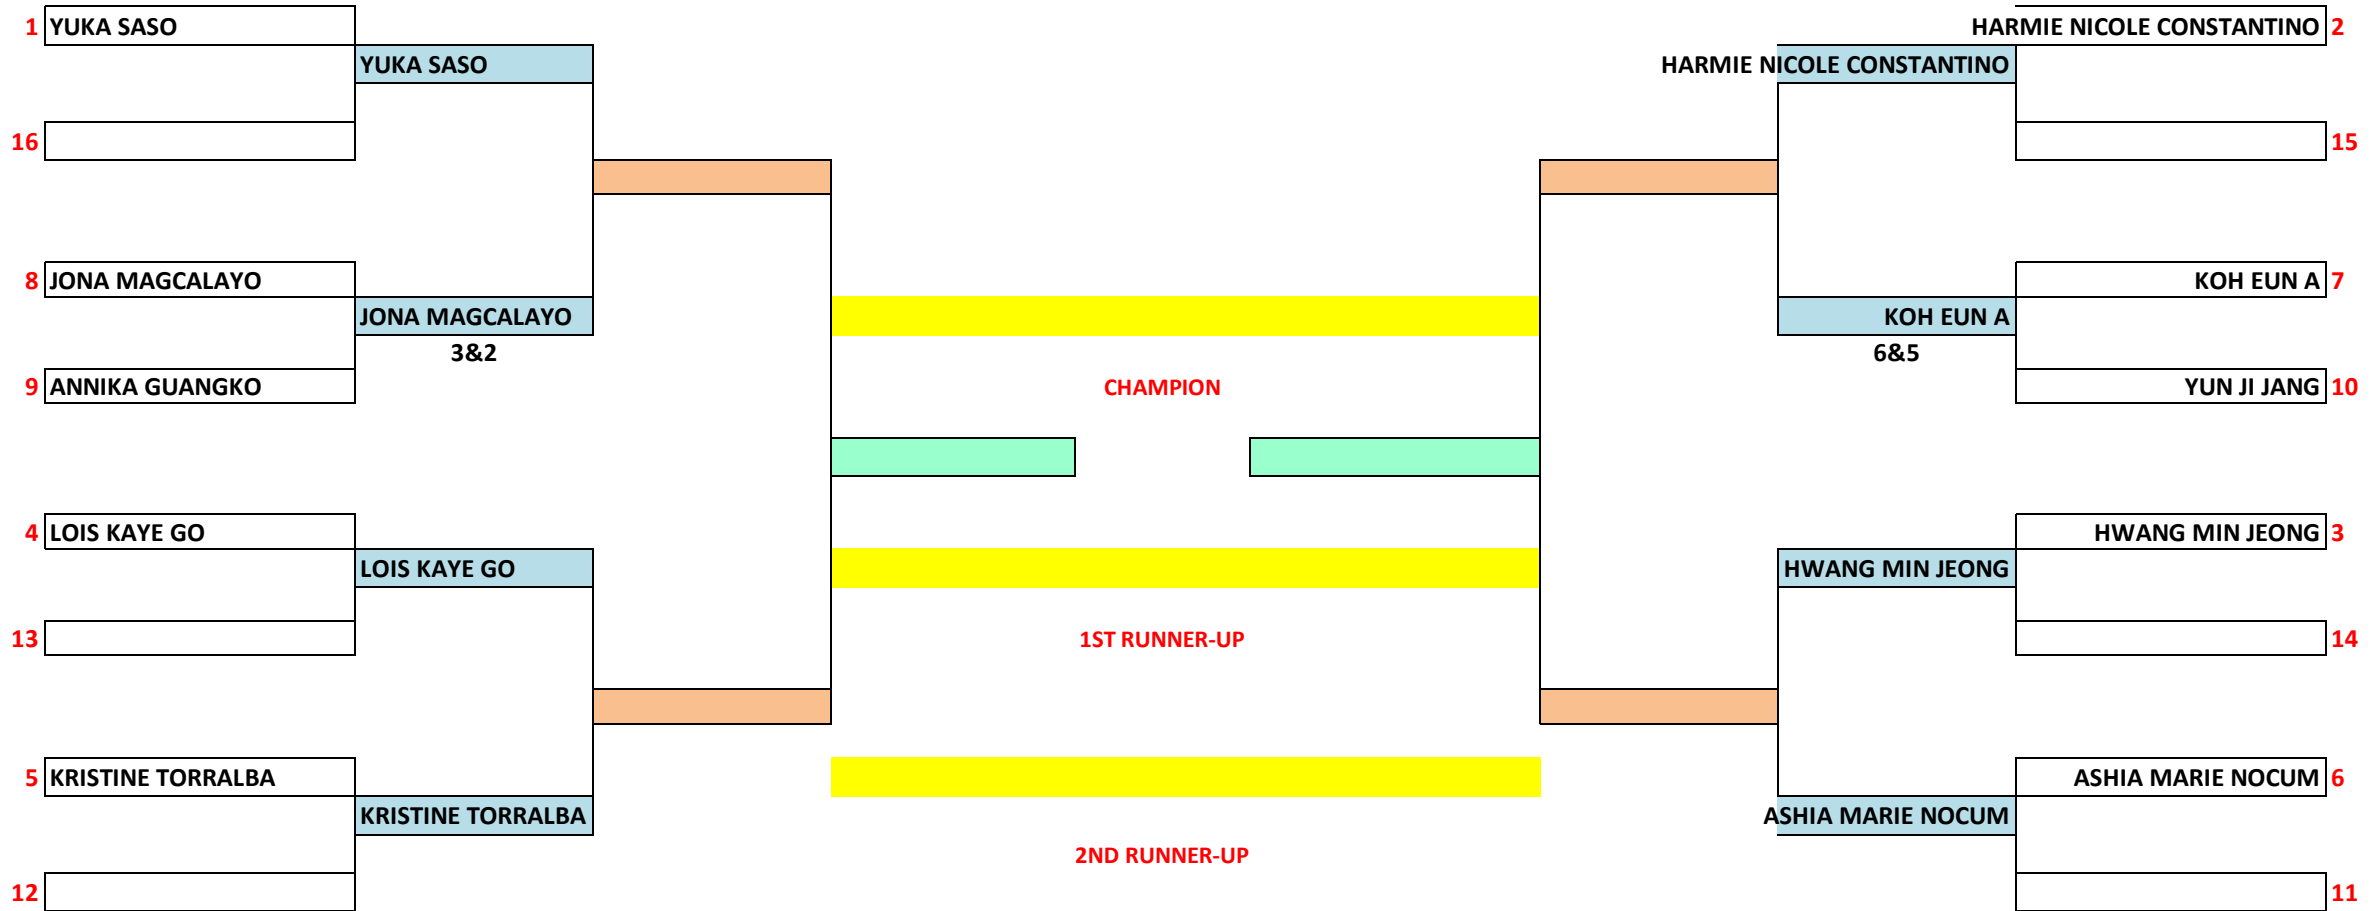 1 YUKA SASO
HARMIE NICOLE CONSTANTINO 2
YUKA SASO
HARMIE NICOLE CONSTANTINO
16
15
8 JONA MAGCALAYO
KOH EUN A 7
JONA MAGCALAYO
KOH EUN A
3&2
6&5
9 ANNIKA GUANGKO
CHAMPION
YUN JI JANG 10
4 LOIS KAYE GO
HWANG MIN JEONG 3
LOIS KAYE GO
HWANG MIN JEONG
13
1ST RUNNER-UP
14
5 KRISTINE TORRALBA
ASHIA MARIE NOCUM 6
KRISTINE TORRALBA
ASHIA MARIE NOCUM
2ND RUNNER-UP
12
11